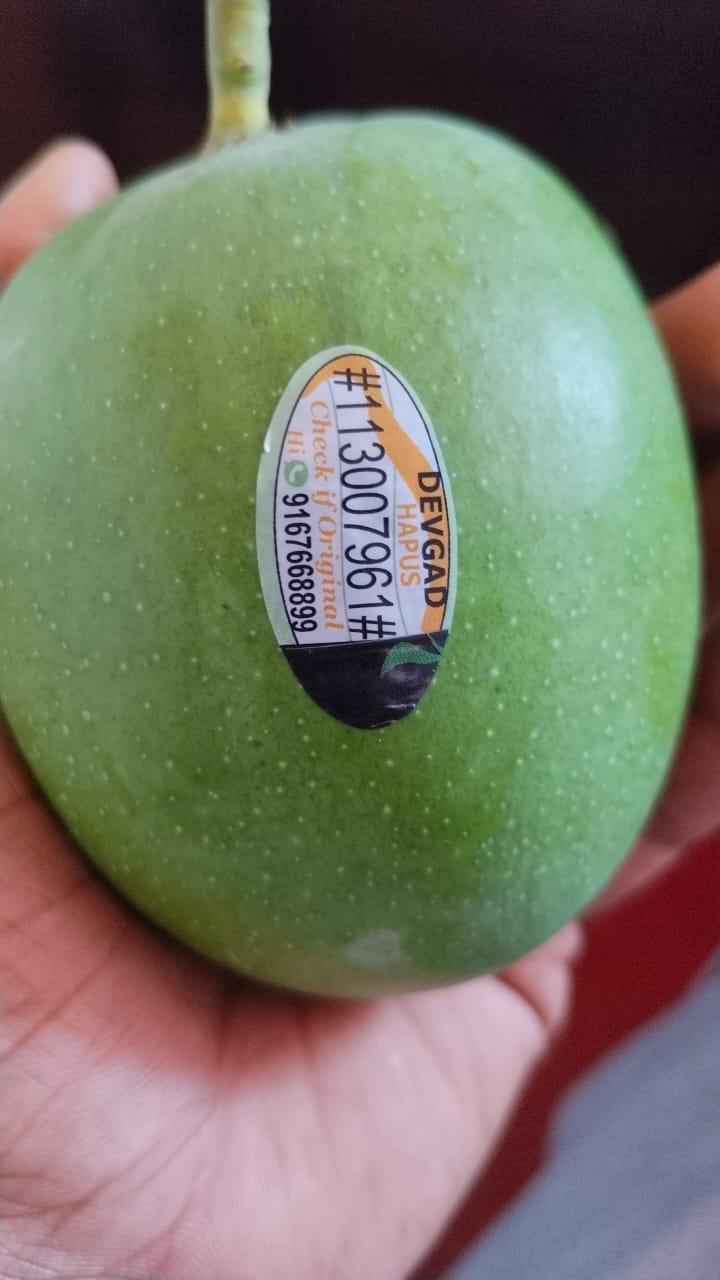 DEVGAD
HAPUS
#113007961#
Check if Original
Hi 9167668899